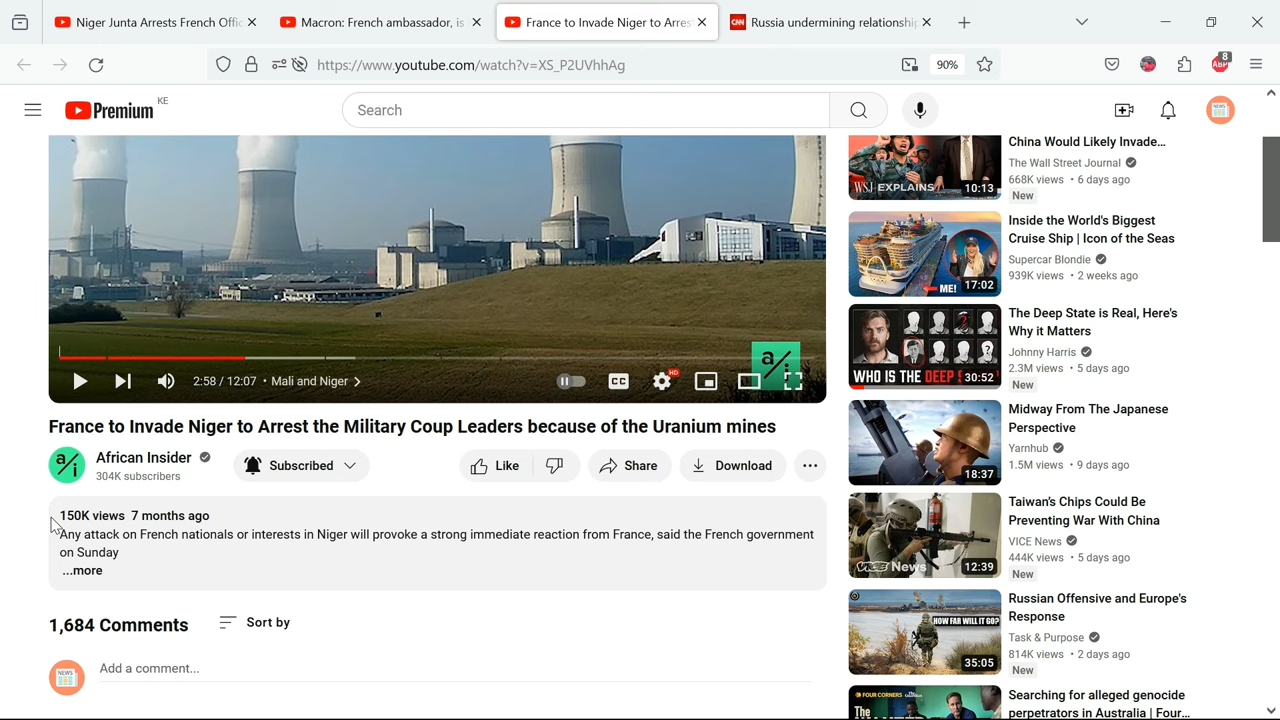 Niger Junta Arrests French Offic
Macron: French ambassador, is
France to Invade Niger to Arres
CNN Russia undermining relationship
https://www.youtube.com/watch?v=XS_P2UVhhAg
90%
ABP 8
Premium KE
Search
NEWS
WSJ EXPLAINS 10:13
China Would Likely Invade...
The Wall Street Journal
668K views • 6 days ago
New
ME! 17:02
Inside the World's Biggest
Cruise Ship | Icon of the Seas
Supercar Blondie
939K views • 2 weeks ago
WHO IS THE DEEP S 30:52
The Deep State is Real, Here's
Why it Matters
Johnny Harris
2.3M views • 5 days ago
New
18:37
Midway From The Japanese
Perspective
Yarnhub
1.5M views • 9 days ago
VICE News 12:39
Taiwan's Chips Could Be
Preventing War With China
VICE News
444K views • 5 days ago
New
HOW FAR WILL IT GO?
35:05
Russian Offensive and Europe's
Response
Task & Purpose
814K views • 2 days ago
New
FOUR CORNERS
The
Searching for alleged genocide
perpetrators in Australia | Four...
a/i
2:58 / 12:07 • Mali and Niger
CC
HD
France to Invade Niger to Arrest the Military Coup Leaders because of the Uranium mines
a/i
African Insider
304K subscribers
Subscribed
Like
Share
Download
150K views 7 months ago
Any attack on French nationals or interests in Niger will provoke a strong immediate reaction from France, said the French government
on Sunday
...more
1,684 Comments
Sort by
NEWS
Add a comment...